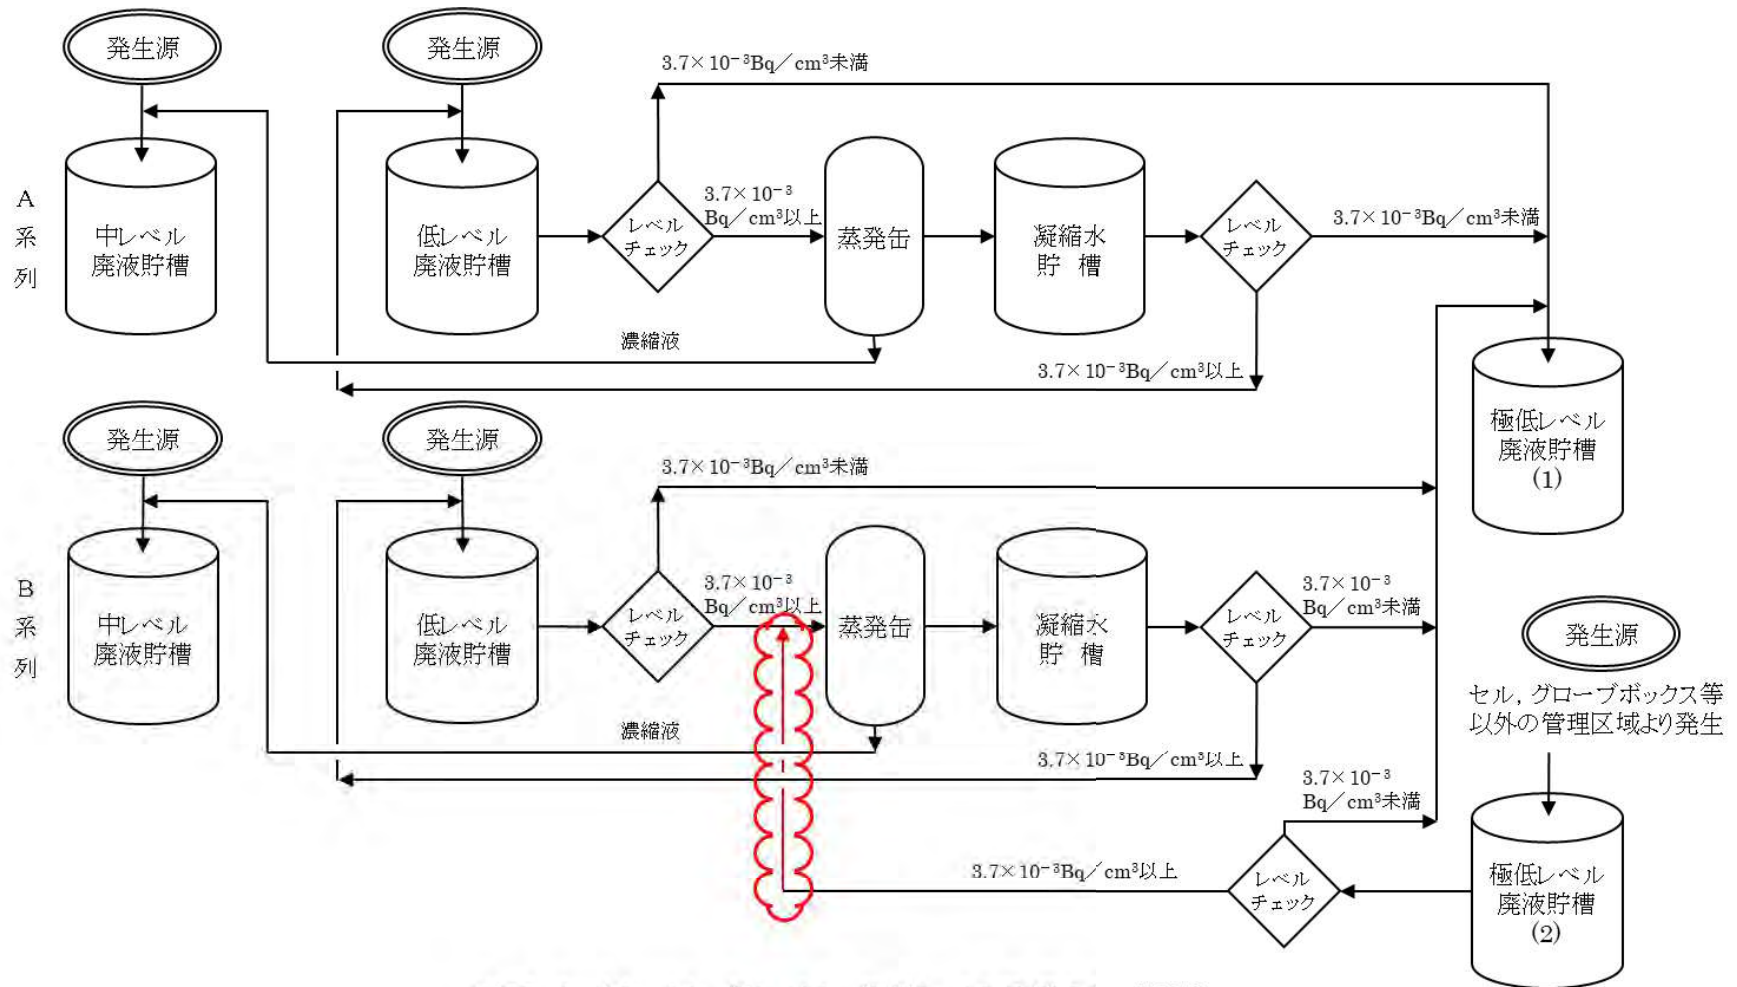 発生源
発生源
3.7×10⁻³Bq／cm³未満
A
系
列
中レベル
廃液貯槽
低レベル
廃液貯槽
レベル
チェック
3.7×10⁻³
Bq／cm³以上
蒸発缶
凝縮水
貯 槽
レベル
チェック
3.7×10⁻³Bq／cm³未満
濃縮液
3.7×10⁻³Bq／cm³以上
極低レベル
廃液貯槽
(1)
発生源
発生源
3.7×10⁻³Bq／cm³未満
B
系
列
中レベル
廃液貯槽
低レベル
廃液貯槽
レベル
チェック
3.7×10⁻³
Bq／cm³以上
蒸発缶
凝縮水
貯 槽
レベル
チェック
3.7×10⁻³
Bq／cm³未満
発生源
セル，グローブボックス等
以外の管理区域より発生
濃縮液
3.7×10⁻³Bq／cm³以上
3.7×10⁻³
Bq／cm³未満
3.7×10⁻³Bq／cm³以上
レベル
チェック
極低レベル
廃液貯槽
(2)